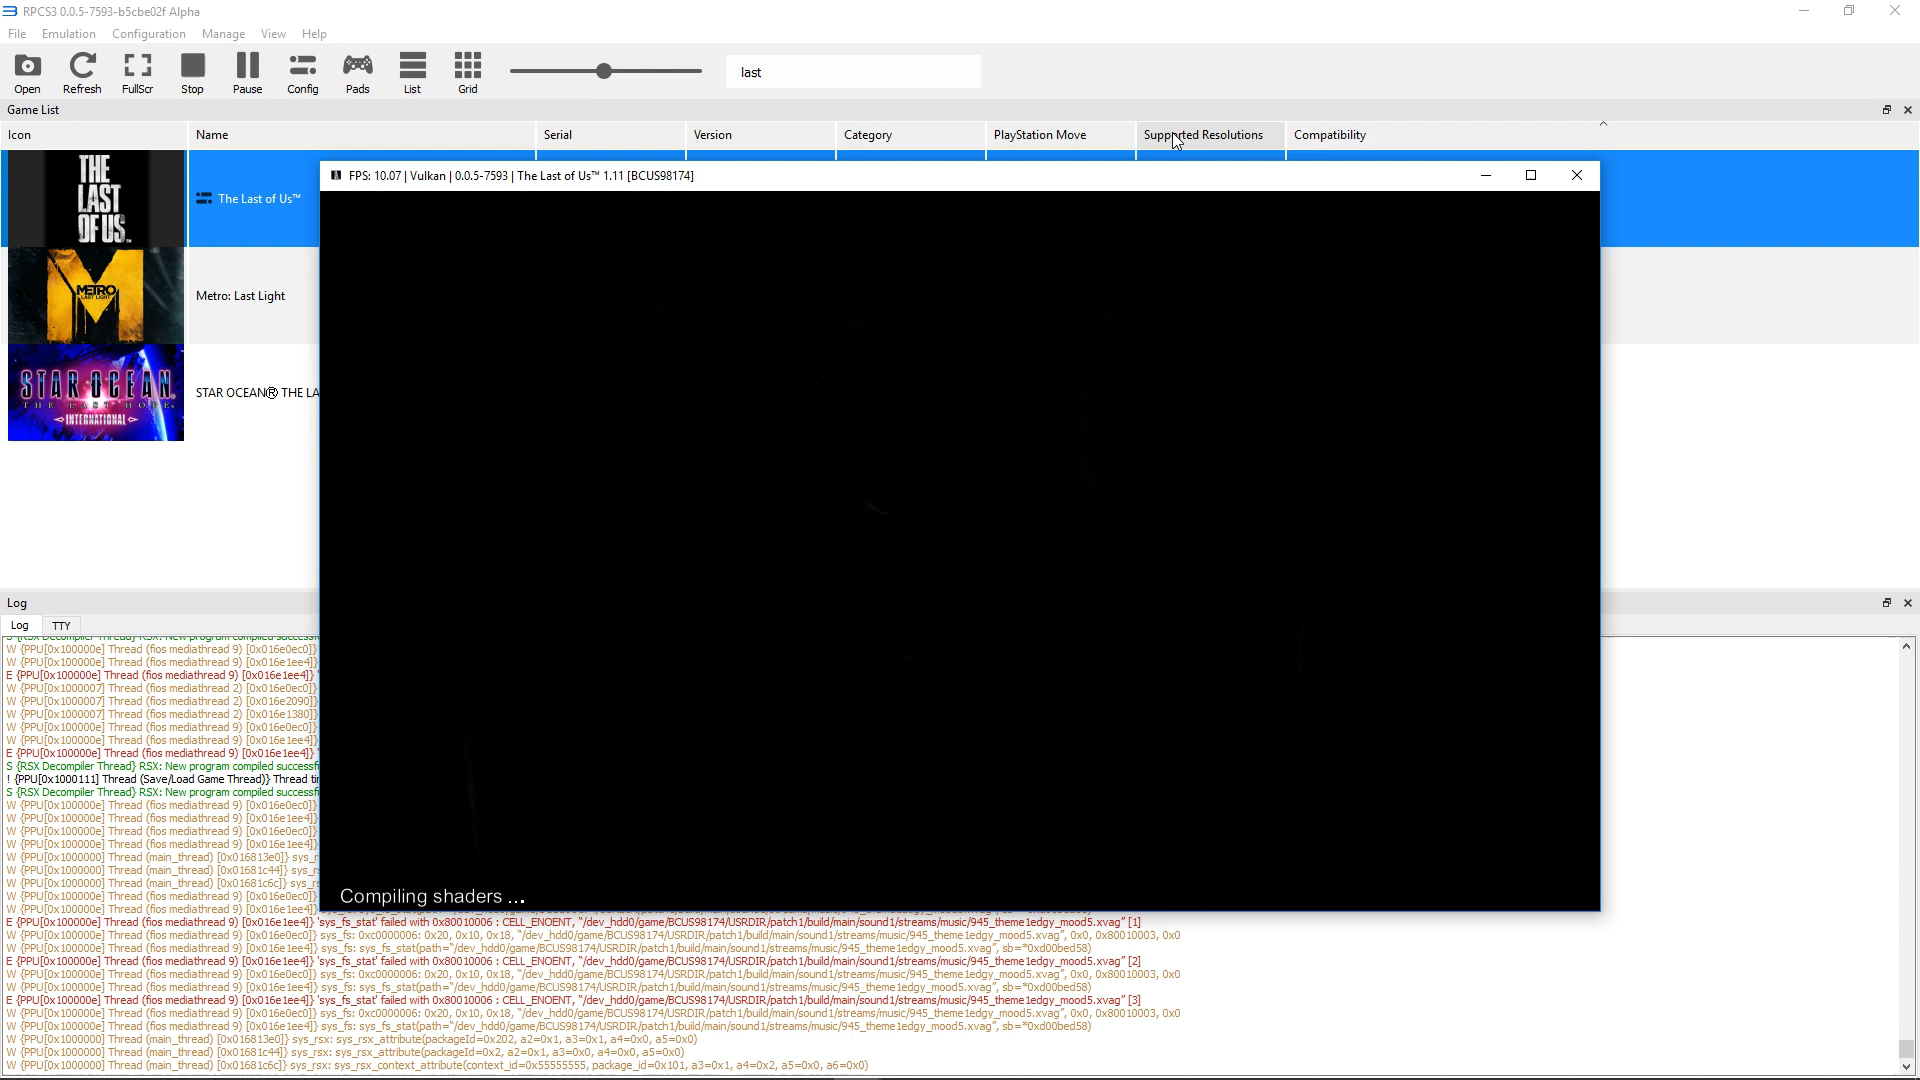 RPCS3 0.0.5-7593-b5cbe02f Alpha
File Emulation Configuration Manage View Help
Open Refresh FullScr Stop Pause Config Pads List Grid last
Game List
Icon Name Serial Version Category PlayStation Move Supported Resolutions Compatibility
THE LAST OF US™
The Last of Us™
FPS: 10.07 | Vulkan | 0.0.5-7593 | The Last of Us™ 1.11 [BCUS98174]
METRO LAST LIGHT
Metro: Last Light
STAR OCEAN THE LAST HOPE INTERNATIONAL
STAR OCEAN® THE LA
Compiling shaders ...
Log
Log TTY
S {RSX Decompiler Thread} RSX: New program compiled successf
W {PPU[0x100000e] Thread (fios mediathread 9) [0x016e0ec0]}
W {PPU[0x100000e] Thread (fios mediathread 9) [0x016e1ee4]}
E {PPU[0x100000e] Thread (fios mediathread 9) [0x016e1ee4]} '
W {PPU[0x1000007] Thread (fios mediathread 2) [0x016e0ec0]}
W {PPU[0x1000007] Thread (fios mediathread 2) [0x016e2090]}
W {PPU[0x1000007] Thread (fios mediathread 2) [0x016e1380]}
W {PPU[0x100000e] Thread (fios mediathread 9) [0x016e0ec0]}
W {PPU[0x100000e] Thread (fios mediathread 9) [0x016e1ee4]}
E {PPU[0x100000e] Thread (fios mediathread 9) [0x016e1ee4]} '
S {RSX Decompiler Thread} RSX: New program compiled successf
! {PPU[0x1000111] Thread (Save/Load Game Thread)} Thread ti
S {RSX Decompiler Thread} RSX: New program compiled successf
W {PPU[0x100000e] Thread (fios mediathread 9) [0x016e0ec0]}
W {PPU[0x100000e] Thread (fios mediathread 9) [0x016e1ee4]}
W {PPU[0x100000e] Thread (fios mediathread 9) [0x016e0ec0]}
W {PPU[0x100000e] Thread (fios mediathread 9) [0x016e1ee4]}
W {PPU[0x1000000] Thread (main_thread) [0x016813e0]} sys_r
W {PPU[0x1000000] Thread (main_thread) [0x01681c44]} sys_r
W {PPU[0x1000000] Thread (main_thread) [0x01681c6c]} sys_r
W {PPU[0x100000e] Thread (fios mediathread 9) [0x016e0ec0]}
W {PPU[0x100000e] Thread (fios mediathread 9) [0x016e1ee4]}
E {PPU[0x100000e] Thread (fios mediathread 9) [0x016e1ee4]} 'sys_fs_stat' failed with 0x80010006 : CELL_ENOENT, “/dev_hdd0/game/BCUS98174/USRDIR/patch1/build/main/sound1/streams/music/945_theme1edgy_mood5.xvag” [1]
W {PPU[0x100000e] Thread (fios mediathread 9) [0x016e0ec0]} sys_fs: 0xc0000006: 0x20, 0x10, 0x18, “/dev_hdd0/game/BCUS98174/USRDIR/patch1/build/main/sound1/streams/music/945_theme1edgy_mood5.xvag”, 0x0, 0x80010003, 0x0
W {PPU[0x100000e] Thread (fios mediathread 9) [0x016e1ee4]} sys_fs: sys_fs_stat(path=“/dev_hdd0/game/BCUS98174/USRDIR/patch1/build/main/sound1/streams/music/945_theme1edgy_mood5.xvag”, sb=*0xd00bed58)
E {PPU[0x100000e] Thread (fios mediathread 9) [0x016e1ee4]} 'sys_fs_stat' failed with 0x80010006 : CELL_ENOENT, “/dev_hdd0/game/BCUS98174/USRDIR/patch1/build/main/sound1/streams/music/945_theme1edgy_mood5.xvag” [2]
W {PPU[0x100000e] Thread (fios mediathread 9) [0x016e0ec0]} sys_fs: 0xc0000006: 0x20, 0x10, 0x18, “/dev_hdd0/game/BCUS98174/USRDIR/patch1/build/main/sound1/streams/music/945_theme1edgy_mood5.xvag”, 0x0, 0x80010003, 0x0
W {PPU[0x100000e] Thread (fios mediathread 9) [0x016e1ee4]} sys_fs: sys_fs_stat(path=“/dev_hdd0/game/BCUS98174/USRDIR/patch1/build/main/sound1/streams/music/945_theme1edgy_mood5.xvag”, sb=*0xd00bed58)
E {PPU[0x100000e] Thread (fios mediathread 9) [0x016e1ee4]} 'sys_fs_stat' failed with 0x80010006 : CELL_ENOENT, “/dev_hdd0/game/BCUS98174/USRDIR/patch1/build/main/sound1/streams/music/945_theme1edgy_mood5.xvag” [3]
W {PPU[0x100000e] Thread (fios mediathread 9) [0x016e0ec0]} sys_fs: 0xc0000006: 0x20, 0x10, 0x18, “/dev_hdd0/game/BCUS98174/USRDIR/patch1/build/main/sound1/streams/music/945_theme1edgy_mood5.xvag”, 0x0, 0x80010003, 0x0
W {PPU[0x100000e] Thread (fios mediathread 9) [0x016e1ee4]} sys_fs: sys_fs_stat(path=“/dev_hdd0/game/BCUS98174/USRDIR/patch1/build/main/sound1/streams/music/945_theme1edgy_mood5.xvag”, sb=*0xd00bed58)
W {PPU[0x1000000] Thread (main_thread) [0x016813e0]} sys_rsx: sys_rsx_attribute(packageId=0x202, a2=0x1, a3=0x1, a4=0x0, a5=0x0)
W {PPU[0x1000000] Thread (main_thread) [0x01681c44]} sys_rsx: sys_rsx_attribute(packageId=0x2, a2=0x1, a3=0x0, a4=0x0, a5=0x0)
W {PPU[0x1000000] Thread (main_thread) [0x01681c6c]} sys_rsx: sys_rsx_context_attribute(context_id=0x55555555, package_id=0x101, a3=0x1, a4=0x2, a5=0x0, a6=0x0)